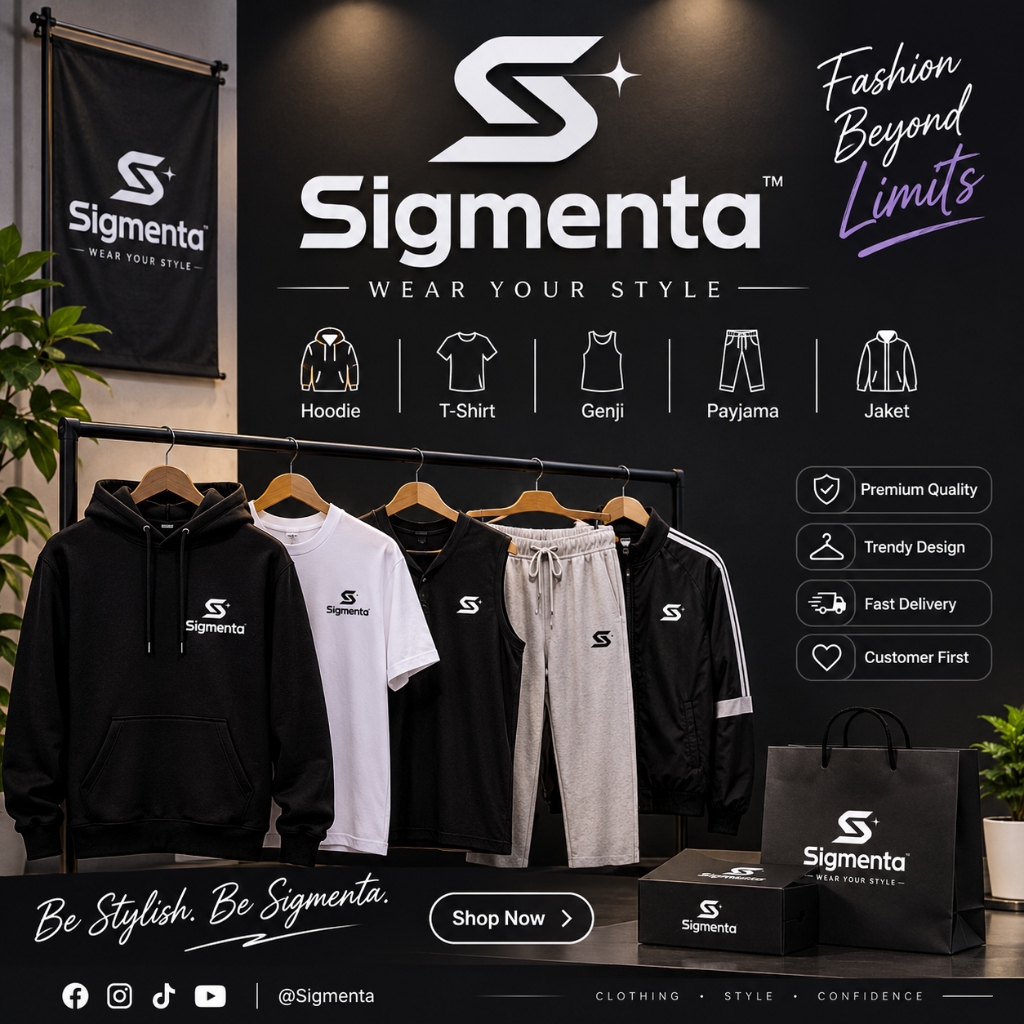 Sigmenta
WEAR YOUR STYLE
Sigmenta™
WEAR YOUR STYLE
Fashion
Beyond
Limits
Hoodie
T-Shirt
Genji
Payjama
Jaket
Premium Quality
Trendy Design
Fast Delivery
Customer First
Sigmenta
Sigmenta
Sigmenta
WEAR YOUR STYLE
Sigmenta
Sigmenta
Be Stylish. Be Sigmenta.
Shop Now
@Sigmenta
CLOTHING • STYLE • CONFIDENCE